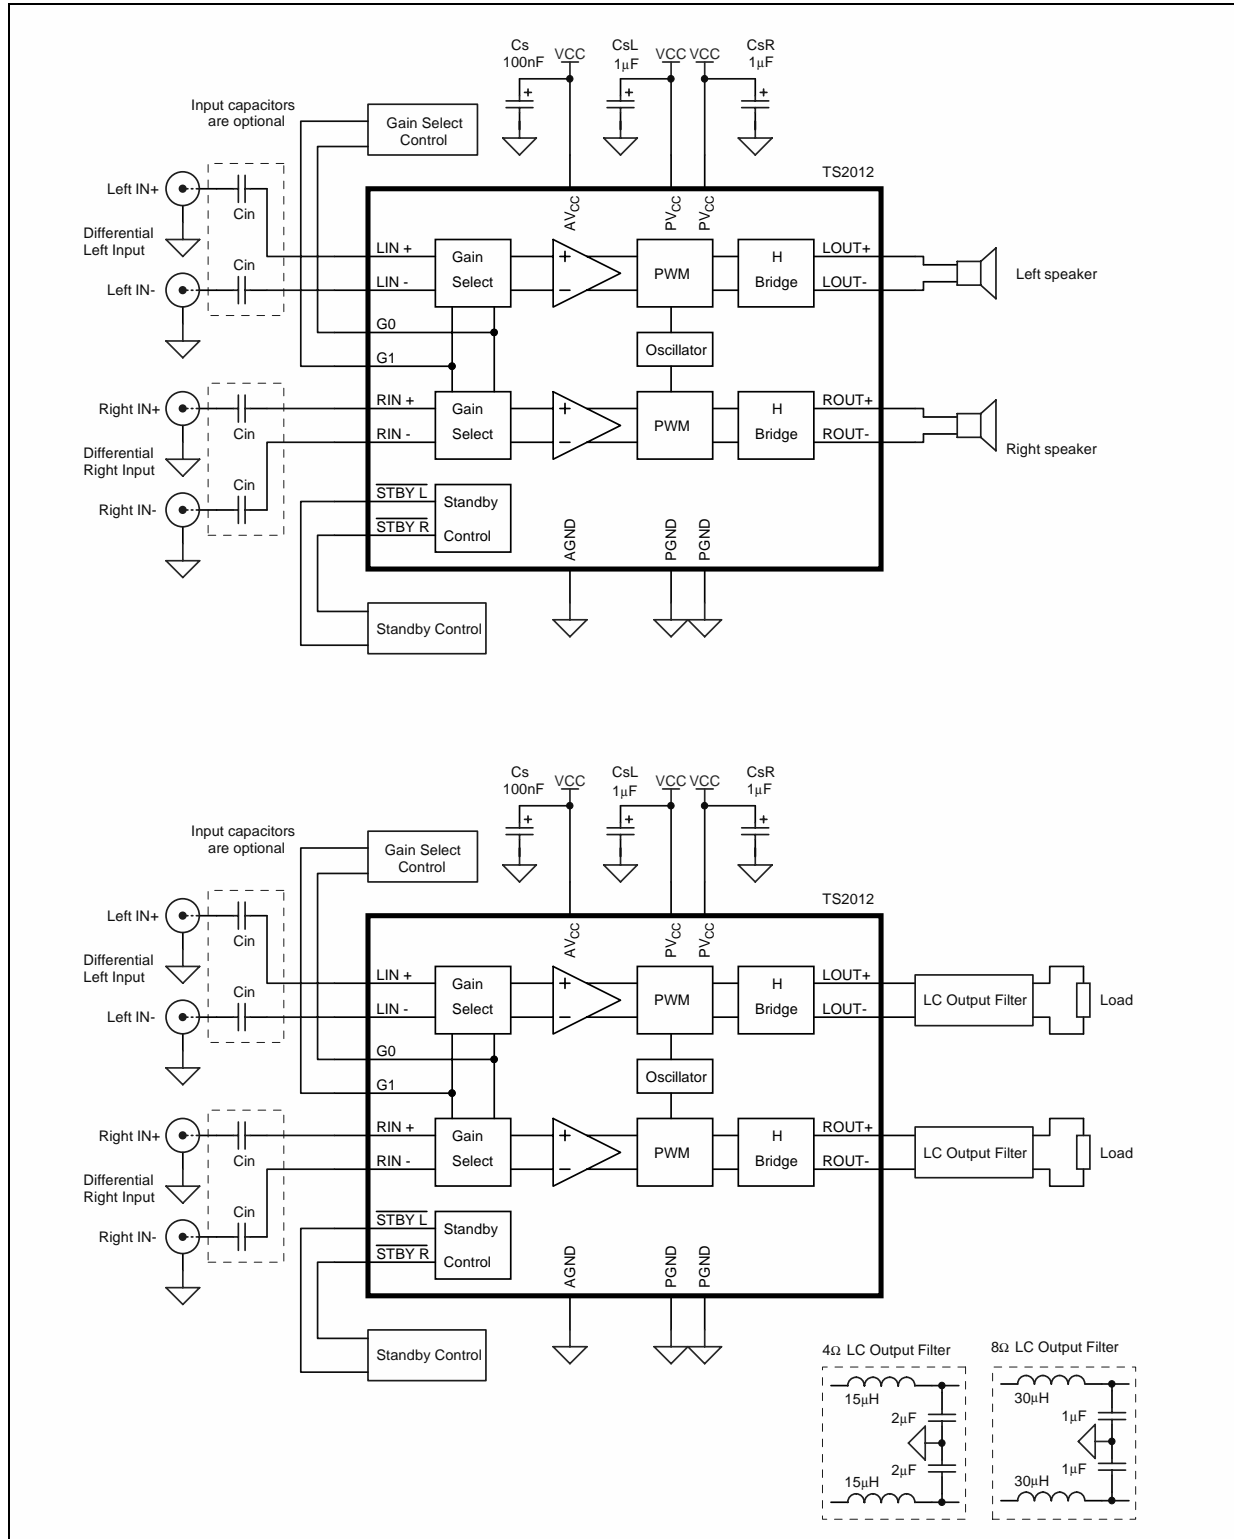 Cs
100nF
VCC
CsL
1μF
VCC
VCC
CsR
1μF
Input capacitors
are optional
Gain Select
Control
TS2012
Left IN+
Cin
Differential
Left Input
Cin
Left IN-
AVCC
PVCC
PVCC
LIN +
LIN -
Gain
Select
+
−
PWM
H
Bridge
LOUT+
LOUT-
Left speaker
G0
G1
Oscillator
Right IN+
Cin
Differential
Right Input
Cin
Right IN-
RIN +
RIN -
Gain
Select
+
−
PWM
H
Bridge
ROUT+
ROUT-
Right speaker
STBY L
STBY R
Standby
Control
AGND
PGND
PGND
Standby Control
Cs
100nF
VCC
CsL
1μF
VCC
VCC
CsR
1μF
Input capacitors
are optional
Gain Select
Control
TS2012
Left IN+
Cin
Differential
Left Input
Cin
Left IN-
AVCC
PVCC
PVCC
LIN +
LIN -
Gain
Select
+
−
PWM
H
Bridge
LOUT+
LOUT-
LC Output Filter
Load
G0
G1
Oscillator
Right IN+
Cin
Differential
Right Input
Cin
Right IN-
RIN +
RIN -
Gain
Select
+
−
PWM
H
Bridge
ROUT+
ROUT-
LC Output Filter
Load
STBY L
STBY R
Standby
Control
AGND
PGND
PGND
Standby Control
4Ω LC Output Filter
15μH
2μF
2μF
15μH
8Ω LC Output Filter
30μH
1μF
1μF
30μH